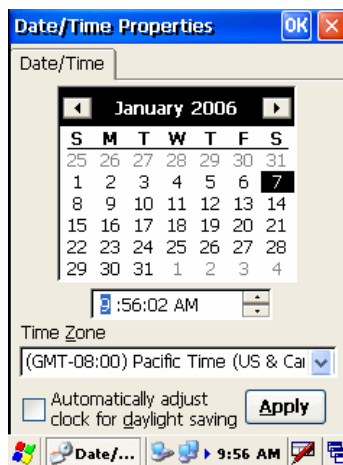 Date/Time Properties OK
Date/Time
January 2006
S M T W T F S
25 26 27 28 29 30 31
1 2 3 4 5 6 7
8 9 10 11 12 13 14
15 16 17 18 19 20 21
22 23 24 25 26 27 28
29 30 31 1 2 3 4
9 :56:02 AM
Time Zone
(GMT-08:00) Pacific Time (US & Ca
Automatically adjust
clock for daylight saving
Apply
Date/... 9:56 AM